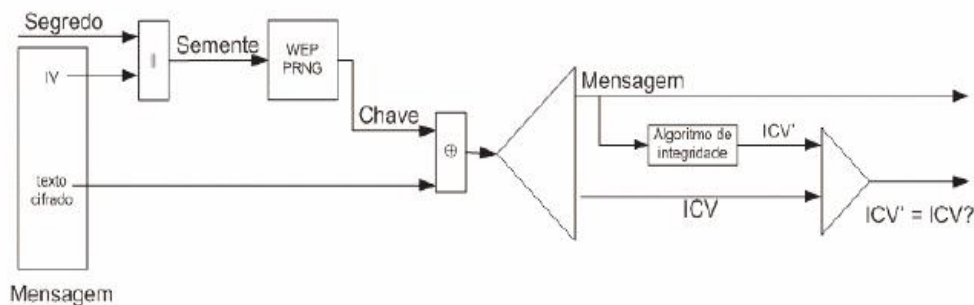 Segredo
IV
||
Semente
WEP
PRNG
Chave
⊕
texto
cifrado
Mensagem
Mensagem
Algoritmo de
integridade
ICV'
ICV
ICV' = ICV?